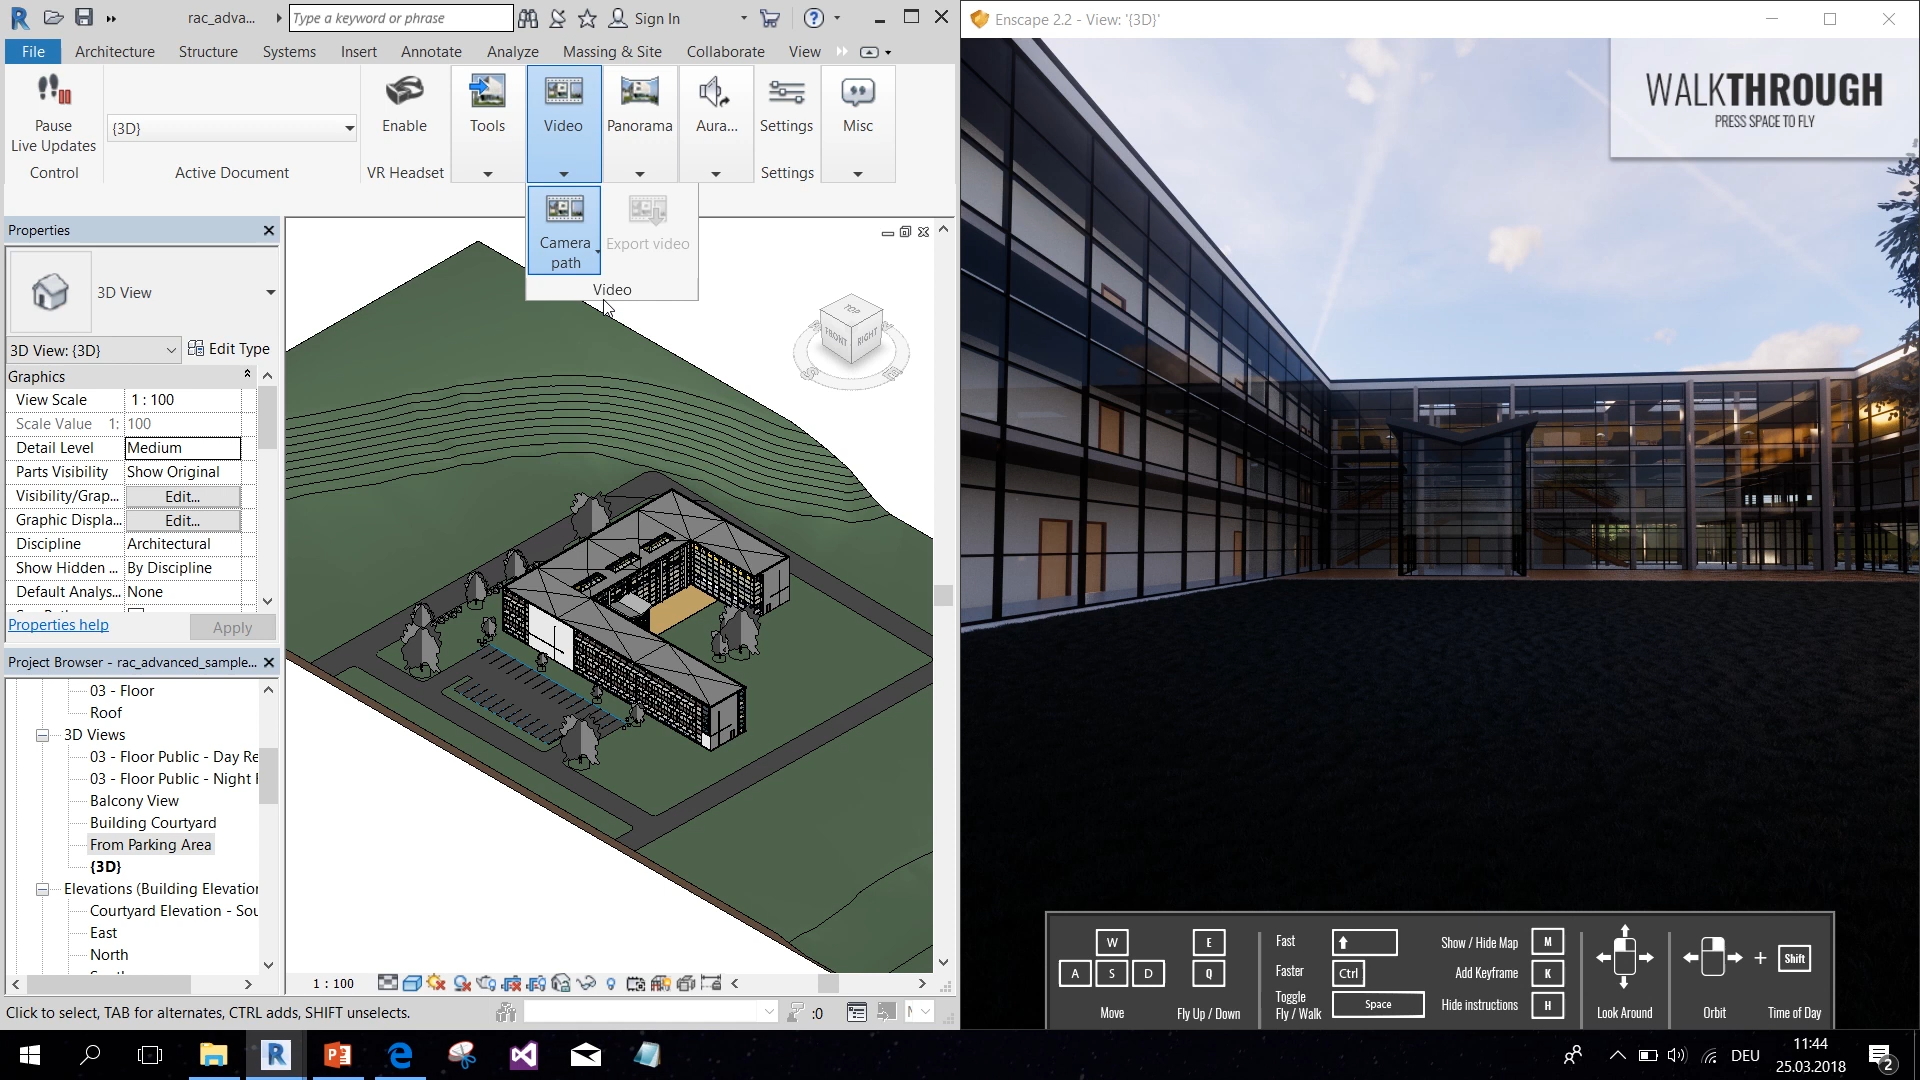 rac_adva...
Type a keyword or phrase
Sign In
File Architecture Structure Systems Insert Annotate Analyze Massing & Site Collaborate View
Pause
Live Updates
Control
{3D}
Active Document
Enable
VR Headset
Tools
Video
Panorama
Aura...
Settings
Settings
Misc
Camera
path
Export video
Video
Properties
3D View
3D View: {3D}
Edit Type
Graphics
View Scale 1 : 100
Scale Value 1: 100
Detail Level Medium
Parts Visibility Show Original
Visibility/Grap... Edit...
Graphic Displa... Edit...
Discipline Architectural
Show Hidden ... By Discipline
Default Analys... None
Properties help
Apply
Project Browser - rac_advanced_sample...
03 - Floor
Roof
3D Views
03 - Floor Public - Day Re
03 - Floor Public - Night
Balcony View
Building Courtyard
From Parking Area
{3D}
Elevations (Building Elevation
Courtyard Elevation - Sou
East
North
TOP
FRONT
RIGHT
1 : 100
Click to select, TAB for alternates, CTRL adds, SHIFT unselects.
:0
Enscape 2.2 - View: '{3D}'
WALKTHROUGH
PRESS SPACE TO FLY
W
A S D
Move
E
Q
Fly Up / Down
Fast
Faster Ctrl
Toggle
Fly / Walk
Space
Show / Hide Map M
Add Keyframe K
Hide instructions H
Look Around
Orbit
+ Shift
Time of Day
DEU
11:44
25.03.2018
2